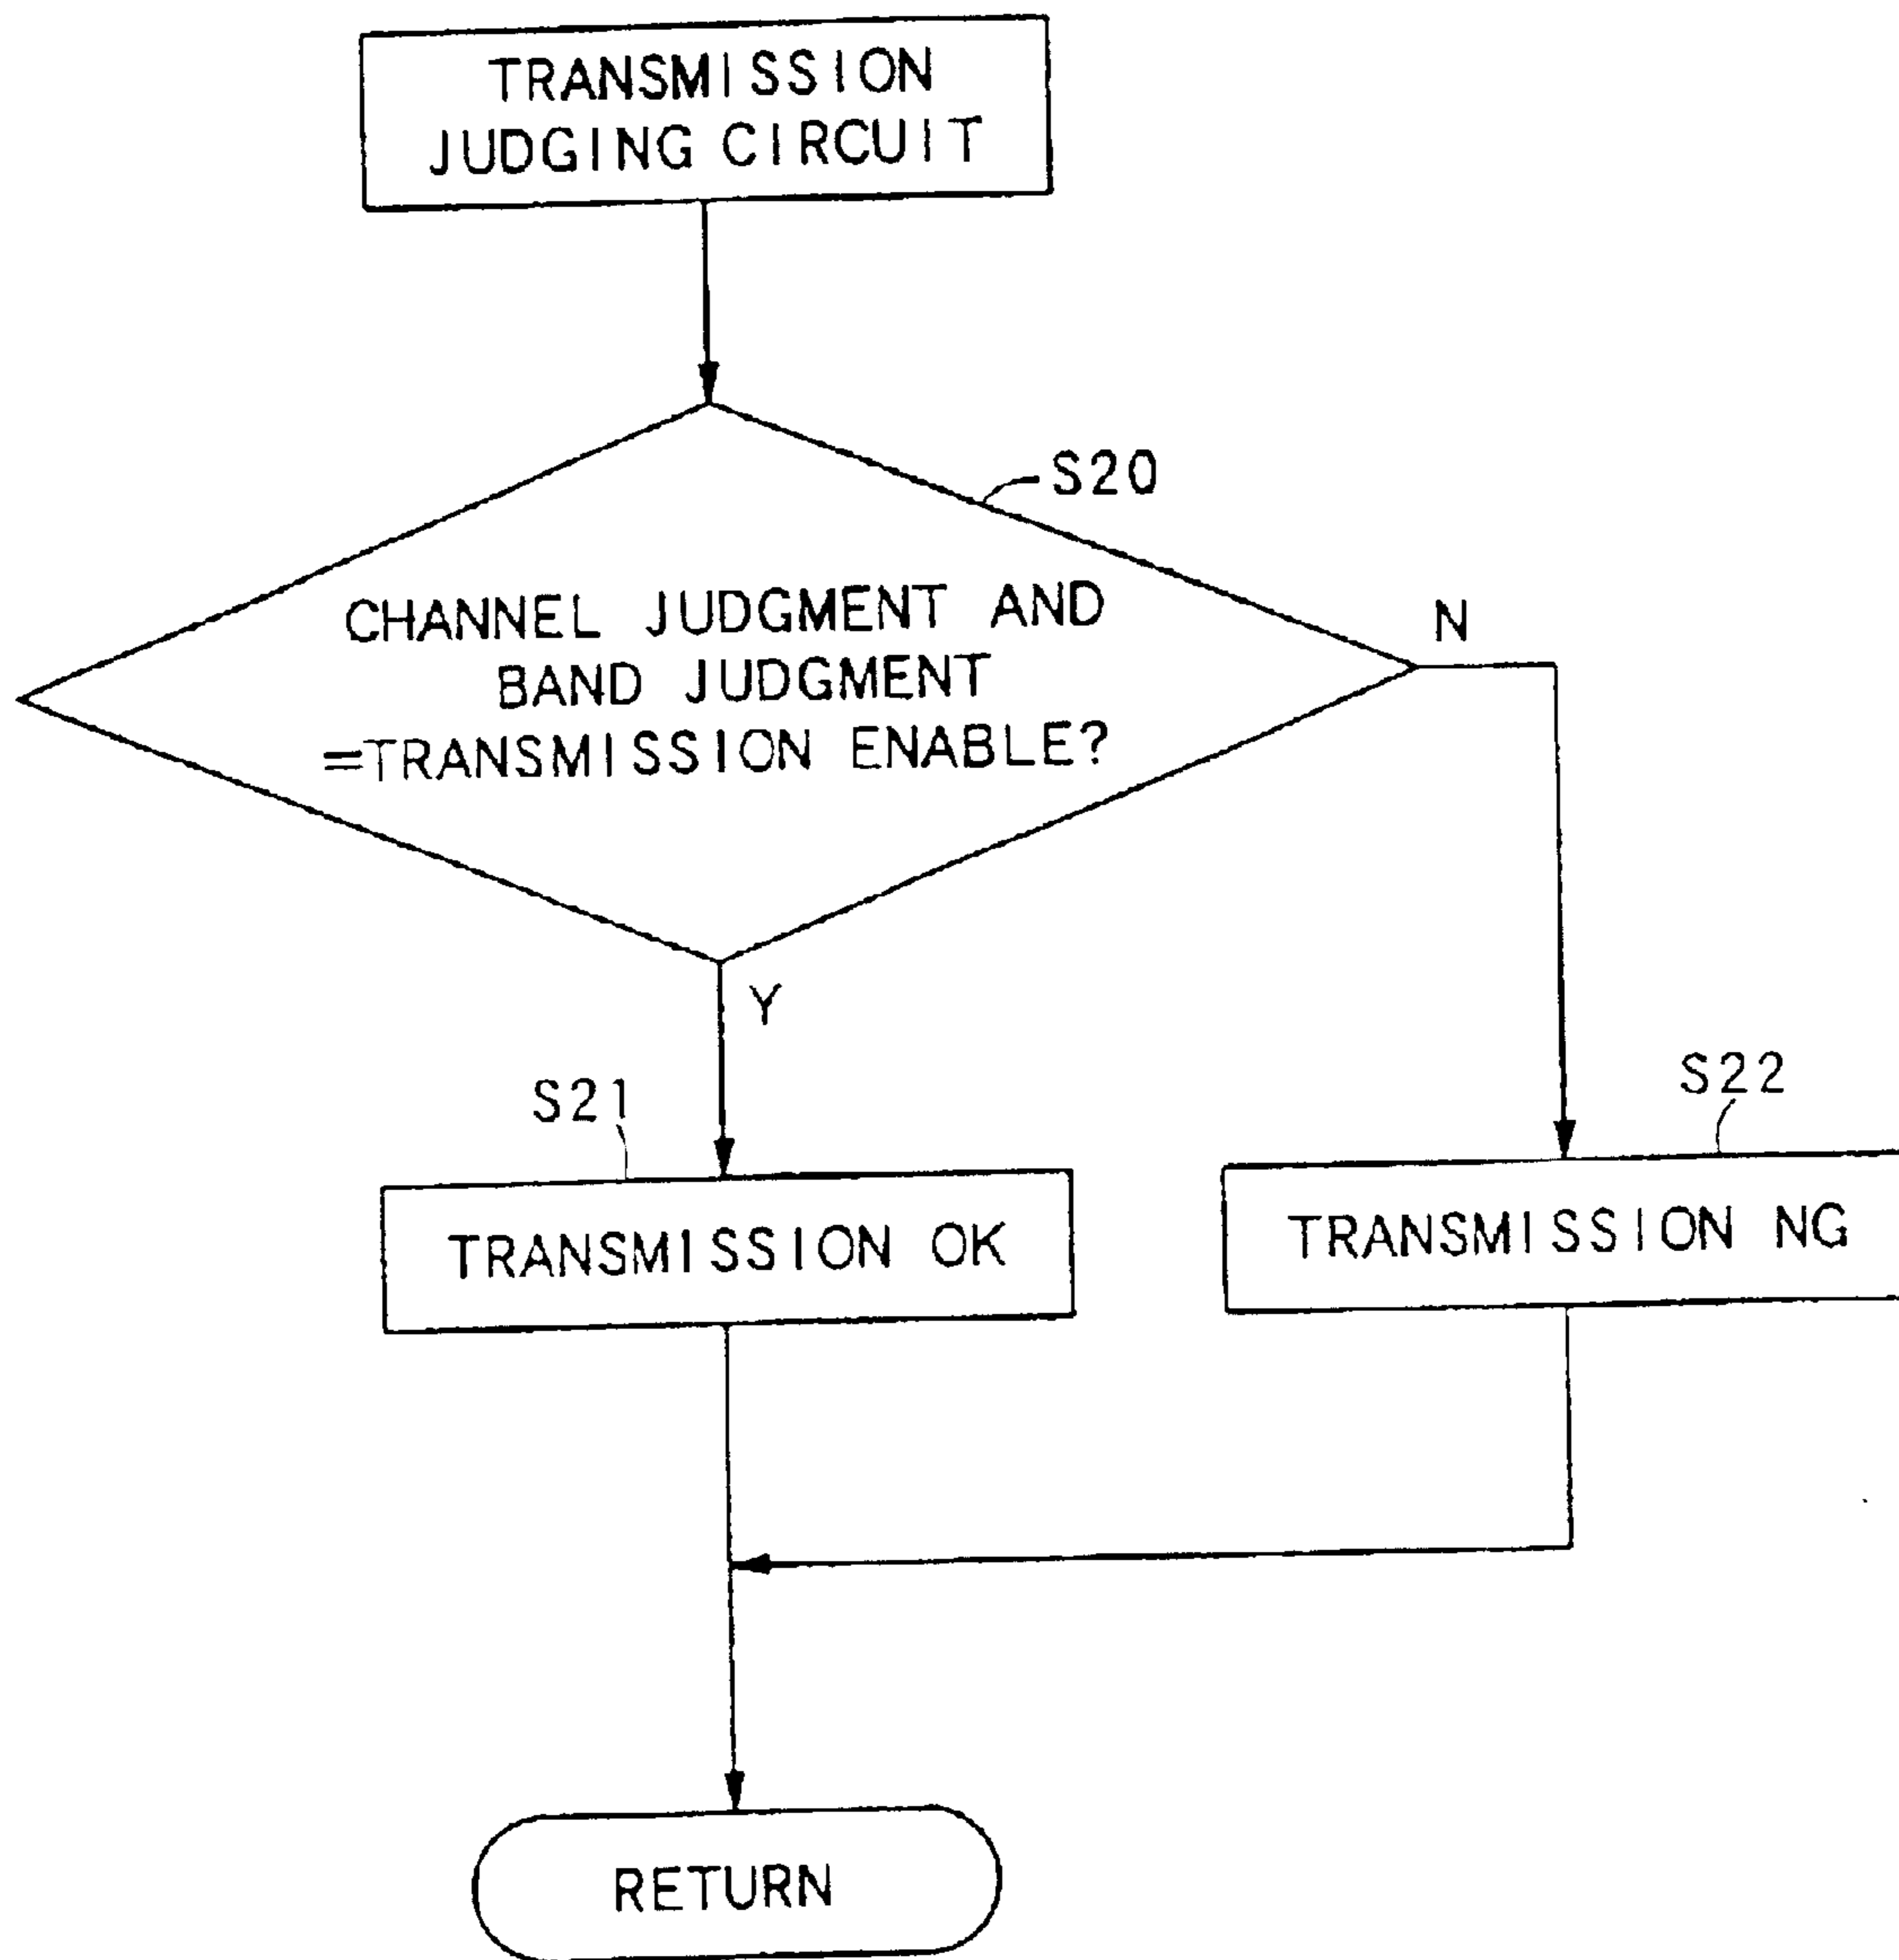 TRANSMISSION
JUDGING CIRCUIT
S20
CHANNEL JUDGMENT AND
BAND JUDGMENT
=TRANSMISSION ENABLE?
N
Y
S21
S22
TRANSMISSION OK
TRANSMISSION NG
RETURN